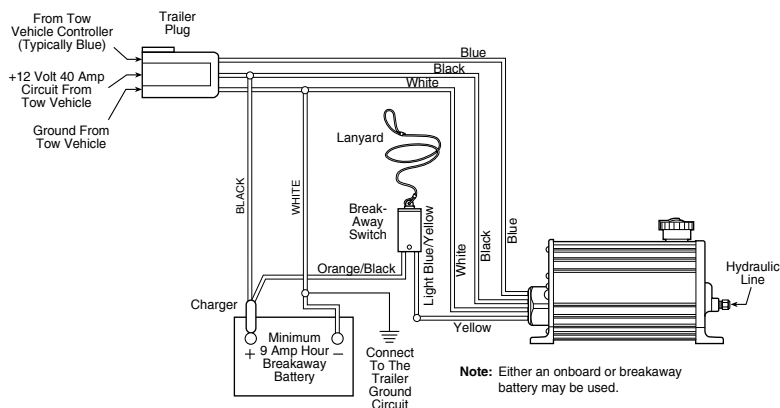 From Tow
Vehicle Controller
(Typically Blue)
Trailer
Plug
+12 Volt 40 Amp
Circuit From
Tow Vehicle
Ground From
Tow Vehicle
Blue
Black
White
Lanyard
BLACK
WHITE
Break-
Away
Switch
Light Blue/Yellow
White
Black
Blue
Orange/Black
Hydraulic
Line
Charger
Yellow
+
–
Minimum
9 Amp Hour
Breakaway
Battery
Connect
To The
Trailer
Ground
Circuit
Note: Either an onboard or breakaway
battery may be used.